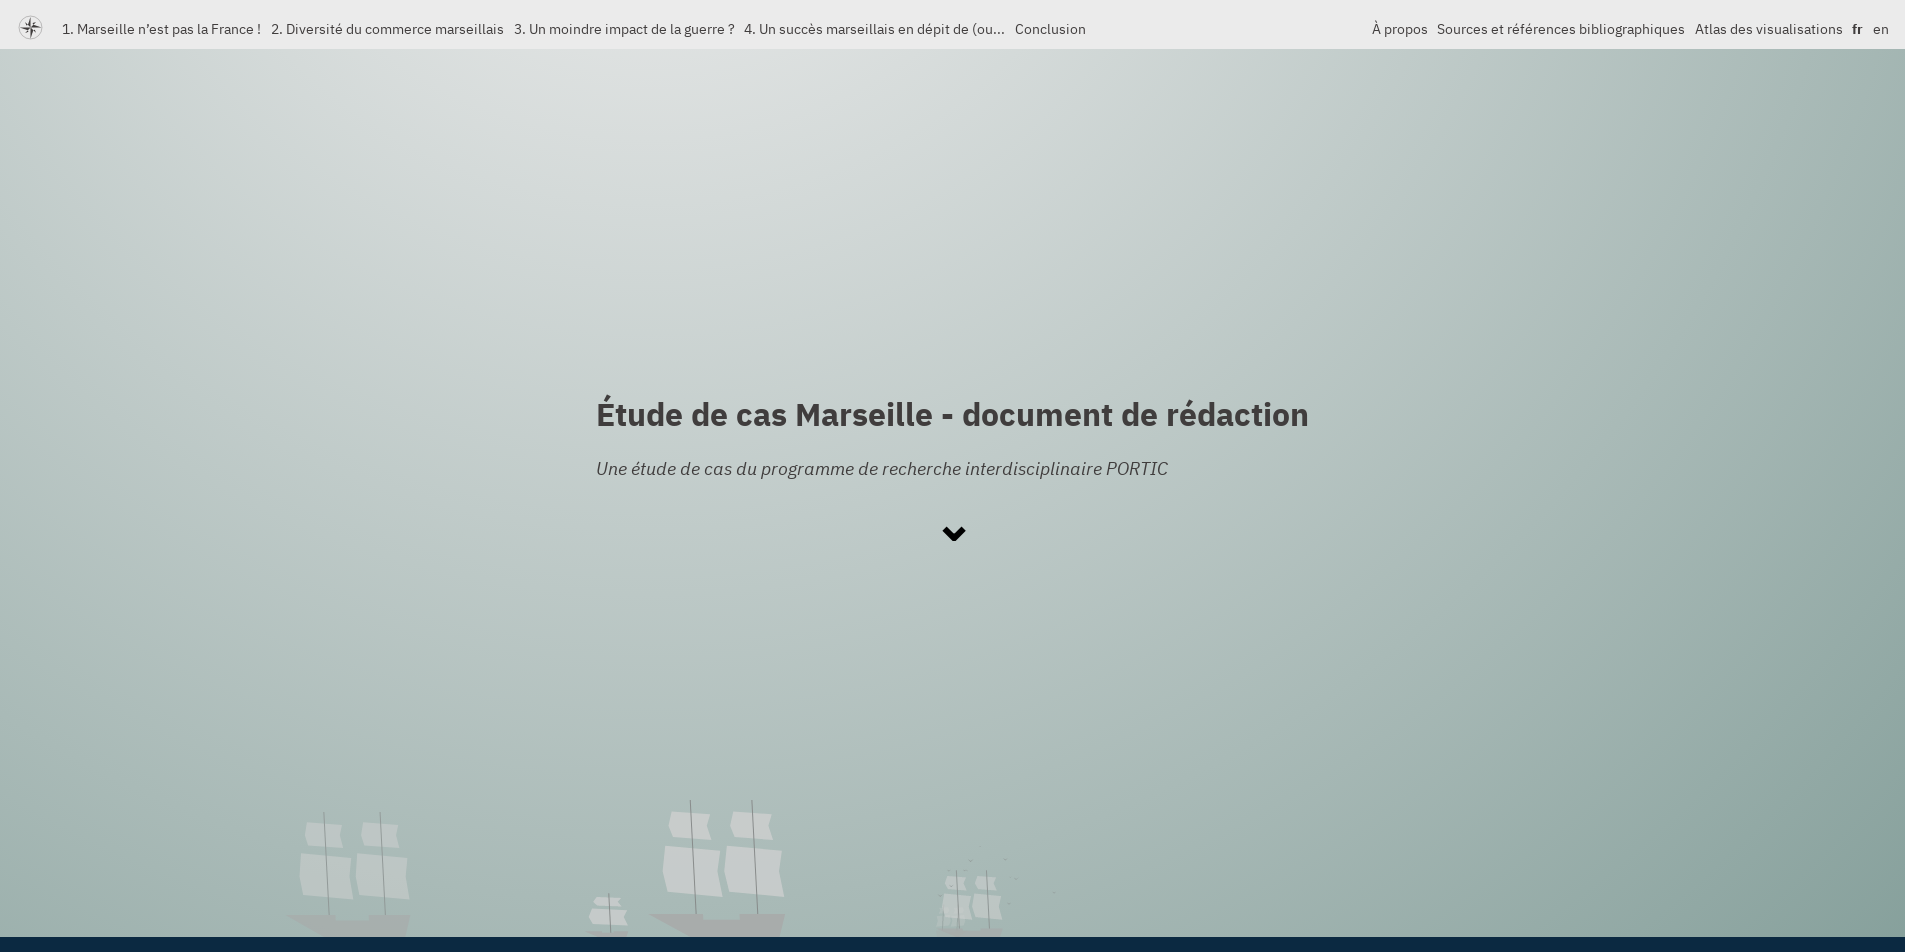 1. Marseille n’est pas la France ! 2. Diversité du commerce marseillais 3. Un moindre impact de la guerre ? 4. Un succès marseillais en dépit de (ou... Conclusion À propos Sources et références bibliographiques Atlas des visualisations fr en
Étude de cas Marseille - document de rédaction
Une étude de cas du programme de recherche interdisciplinaire PORTIC